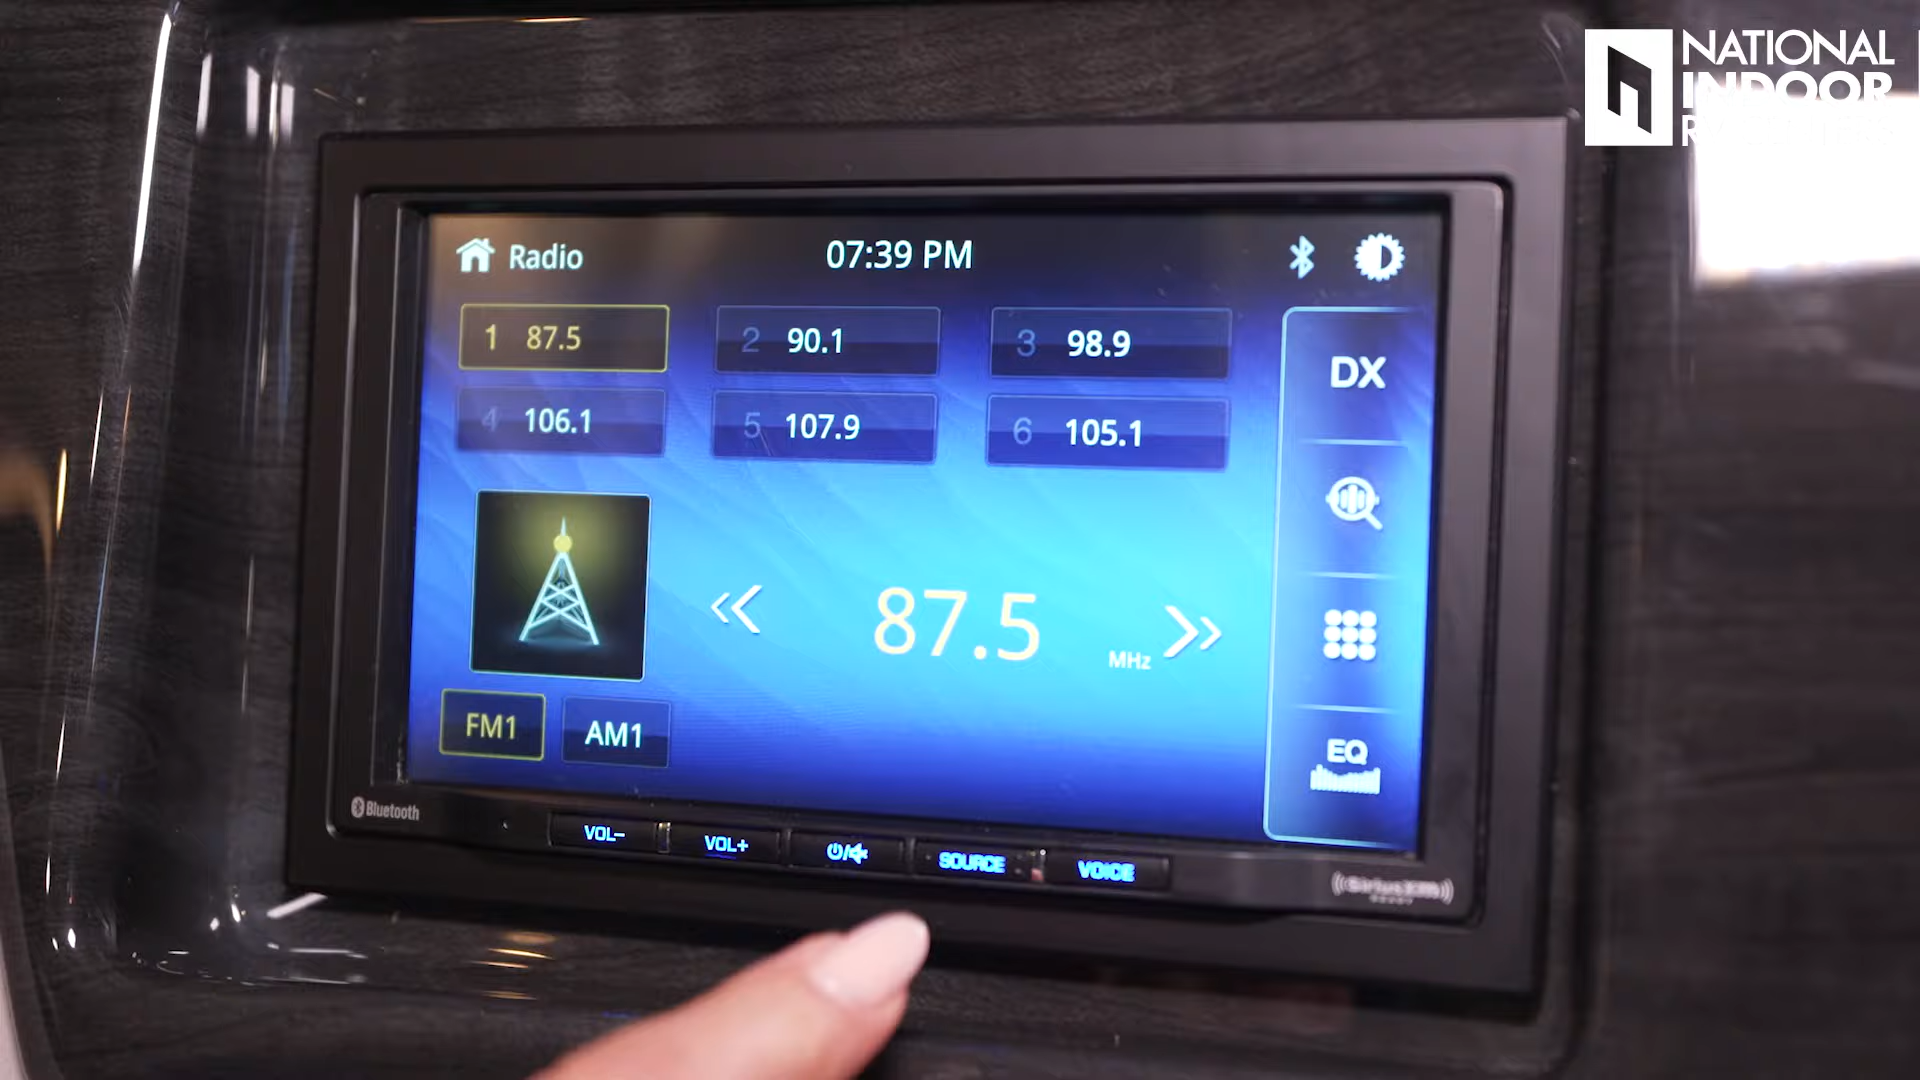 NATIONAL
INDOOR
Radio
07:39 PM
1 87.5
2 90.1
3 98.9
DX
4 106.1
5 107.9
6 105.1
87.5
MHz
FM1
AM1
EQ
Bluetooth
VOL-
VOL+
SOURCE
VOICE
SiriusXM